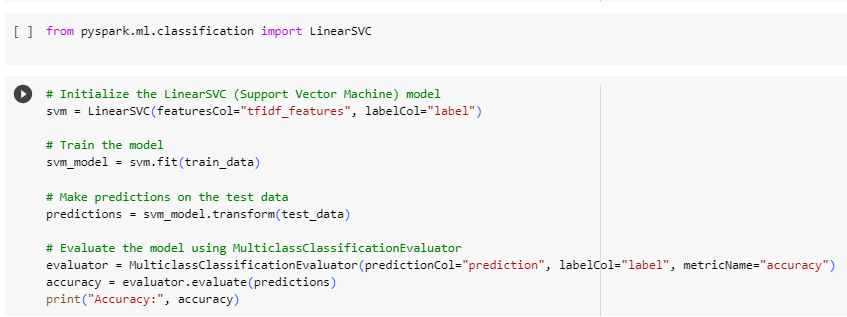 [ ] from pyspark.ml.classification import LinearSVC
# Initialize the LinearSVC (Support Vector Machine) model
svm = LinearSVC(featuresCol="tfidf_features", labelCol="label")
# Train the model
svm_model = svm.fit(train_data)
# Make predictions on the test data
predictions = svm_model.transform(test_data)
# Evaluate the model using MulticlassClassificationEvaluator
evaluator = MulticlassClassificationEvaluator(predictionCol="prediction", labelCol="label", metricName="accuracy")
accuracy = evaluator.evaluate(predictions)
print("Accuracy:", accuracy)